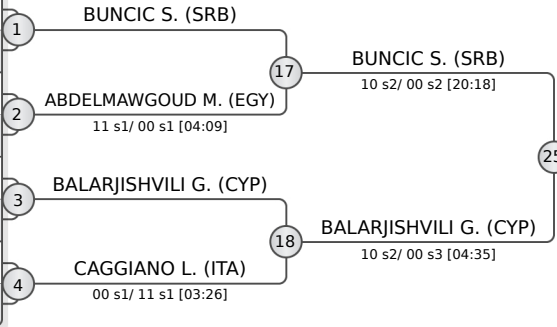 1
BUNCIC S. (SRB)
17
BUNCIC S. (SRB)
10 s2/ 00 s2 [20:18]
2
ABDELMAWGOUD M. (EGY)
11 s1/ 00 s1 [04:09]
25
3
BALARJISHVILI G. (CYP)
18
BALARJISHVILI G. (CYP)
10 s2/ 00 s3 [04:35]
4
CAGGIANO L. (ITA)
00 s1/ 11 s1 [03:26]